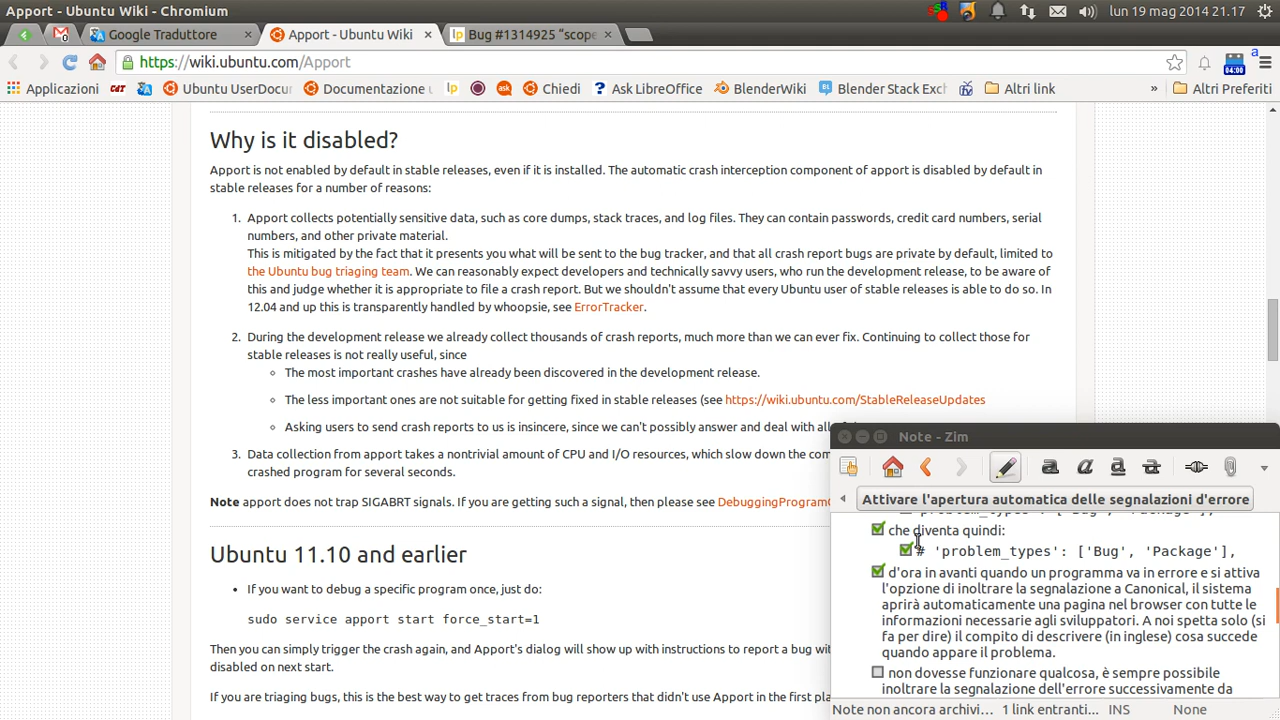 Apport - Ubuntu Wiki - Chromium
lun 19 mag 2014 21.17
Google Traduttore
Apport - Ubuntu Wiki
Bug #1314925 “scope
https://wiki.ubuntu.com/Apport
04:00
a
Applicazioni
CAT
Ubuntu UserDocu
Documentazione u
lp
ask
Chiedi
Ask LibreOffice
BlenderWiki
Blender Stack Exch
Altri link
»
Altri Preferiti
Why is it disabled?
Apport is not enabled by default in stable releases, even if it is installed. The automatic crash interception component of apport is disabled by default in
stable releases for a number of reasons:
1. Apport collects potentially sensitive data, such as core dumps, stack traces, and log files. They can contain passwords, credit card numbers, serial
numbers, and other private material.
This is mitigated by the fact that it presents you what will be sent to the bug tracker, and that all crash report bugs are private by default, limited to
the Ubuntu bug triaging team. We can reasonably expect developers and technically savvy users, who run the development release, to be aware of
this and judge whether it is appropriate to file a crash report. But we shouldn't assume that every Ubuntu user of stable releases is able to do so. In
12.04 and up this is transparently handled by whoopsie, see ErrorTracker.
2. During the development release we already collect thousands of crash reports, much more than we can ever fix. Continuing to collect those for
stable releases is not really useful, since
The most important crashes have already been discovered in the development release.
The less important ones are not suitable for getting fixed in stable releases (see https://wiki.ubuntu.com/StableReleaseUpdates
Asking users to send crash reports to us is insincere, since we can't possibly answer and deal with all of
3. Data collection from apport takes a nontrivial amount of CPU and I/O resources, which slow down the com
crashed program for several seconds.
Note apport does not trap SIGABRT signals. If you are getting such a signal, then please see DebuggingProgramC
Ubuntu 11.10 and earlier
If you want to debug a specific program once, just do:
sudo service apport start force_start=1
Then you can simply trigger the crash again, and Apport's dialog will show up with instructions to report a bug wit
disabled on next start.
If you are triaging bugs, this is the best way to get traces from bug reporters that didn't use Apport in the first pla
Note - Zim
Attivare l'apertura automatica delle segnalazioni d'errore
che diventa quindi:
# 'problem_types': ['Bug', 'Package'],
d'ora in avanti quando un programma va in errore e si attiva
l'opzione di inoltrare la segnalazione a Canonical, il sistema
aprirà automaticamente una pagina nel browser con tutte le
informazioni necessarie agli sviluppatori. A noi spetta solo (si
fa per dire) il compito di descrivere (in inglese) cosa succede
quando appare il problema.
non dovesse funzionare qualcosa, è sempre possibile
inoltrare la segnalazione dell'errore successivamente da
Note non ancora archivi...
1 link entranti...
INS
None